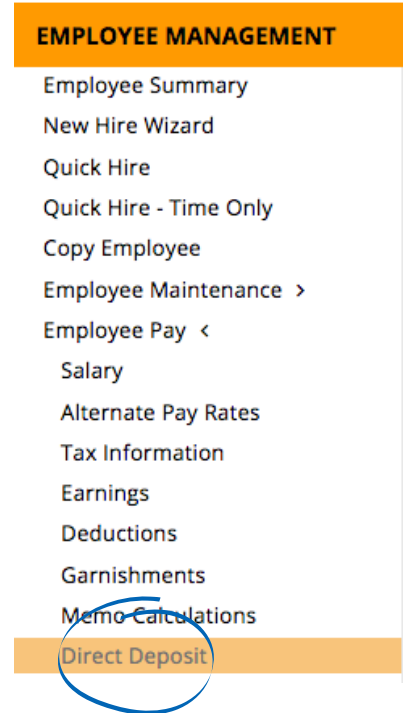 EMPLOYEE MANAGEMENT
Employee Summary
New Hire Wizard
Quick Hire
Quick Hire - Time Only
Copy Employee
Employee Maintenance >
Employee Pay <
Salary
Alternate Pay Rates
Tax Information
Earnings
Deductions
Garnishments
Memo Calculations
Direct Deposit